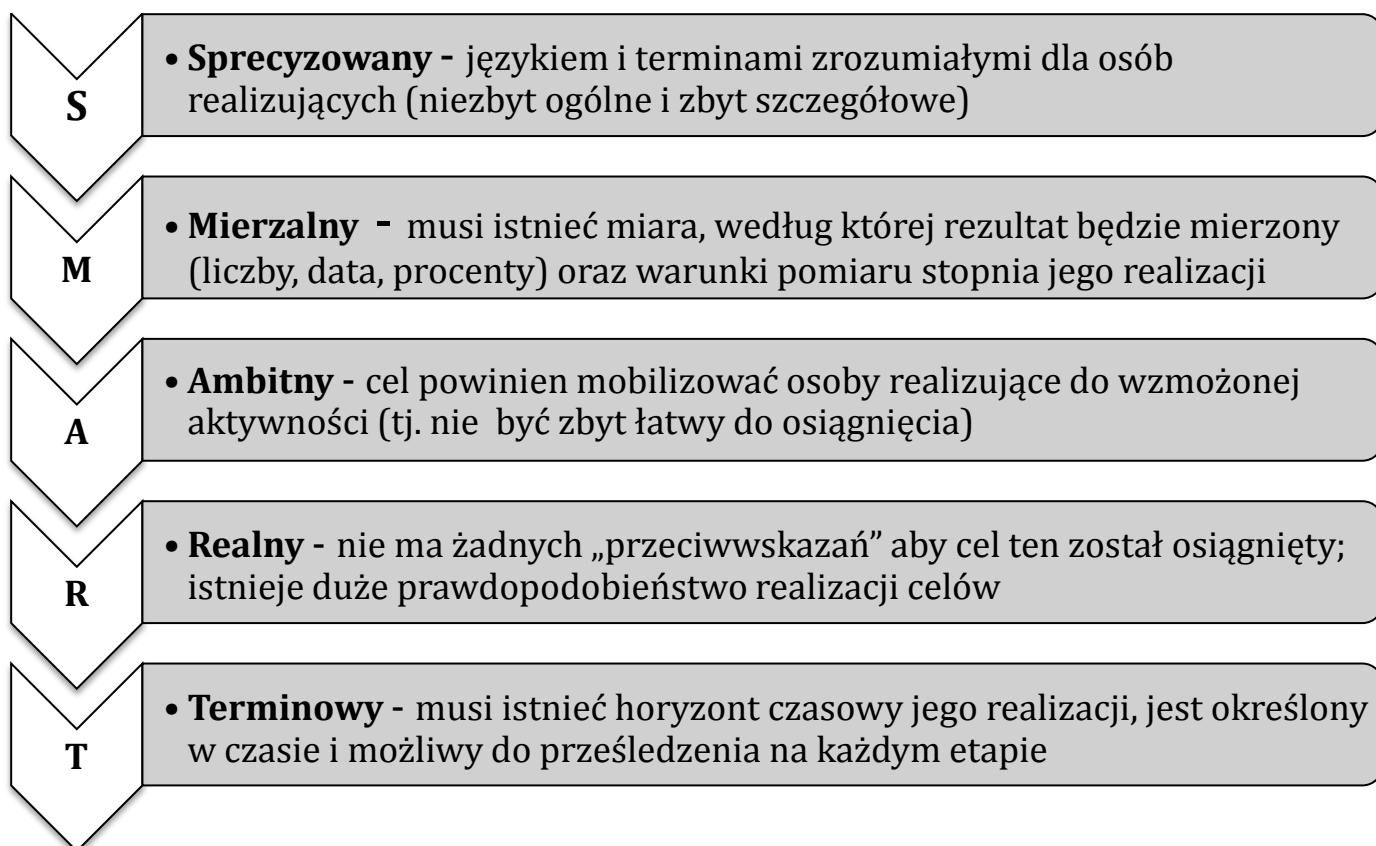 S
• Sprecyzowany - językiem i terminami zrozumiałymi dla osób
realizujących (niezbyt ogólne i zbyt szczegółowe)
M
• Mierzalny - musi istnieć miara, według której rezultat będzie mierzony
(liczby, data, procenty) oraz warunki pomiaru stopnia jego realizacji
A
• Ambitny - cel powinien mobilizować osoby realizujące do wzmożonej
aktywności (tj. nie być zbyt łatwy do osiągnięcia)
R
• Realny - nie ma żadnych „przeciwwskazań” aby cel ten został osiągnięty;
istnieje duże prawdopodobieństwo realizacji celów
T
• Terminowy - musi istnieć horyzont czasowy jego realizacji, jest określony
w czasie i możliwy do prześledzenia na każdym etapie